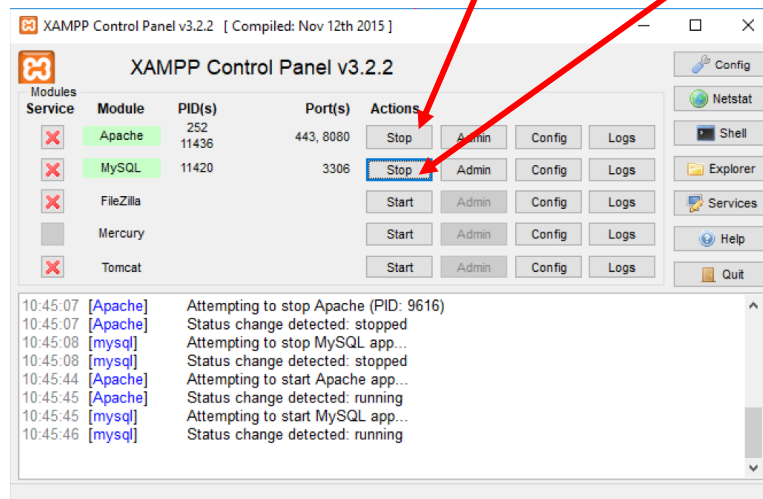 XAMPP Control Panel v3.2.2 [ Compiled: Nov 12th 2015 ]
XAMPP Control Panel v3.2.2
Config
Modules
Service Module PID(s) Port(s) Actions
Netstat
Apache 252 11436 443, 8080 Stop Admin Config Logs
Shell
MySQL 11420 3306 Stop Admin Config Logs
Explorer
FileZilla Start Admin Config Logs
Services
Mercury Start Admin Config Logs
Help
Tomcat Start Admin Config Logs
Quit
10:45:07 [Apache] Attempting to stop Apache (PID: 9616)
10:45:07 [Apache] Status change detected: stopped
10:45:08 [mysql] Attempting to stop MySQL app...
10:45:08 [mysql] Status change detected: stopped
10:45:44 [Apache] Attempting to start Apache app...
10:45:45 [Apache] Status change detected: running
10:45:45 [mysql] Attempting to start MySQL app...
10:45:46 [mysql] Status change detected: running